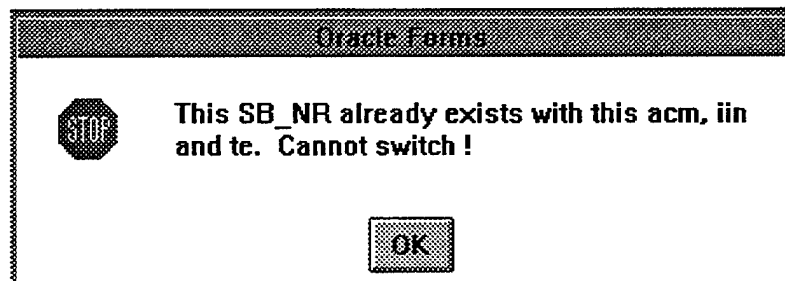 Oracle Forms
STOP
This SB_NR already exists with this acm, iin
and te. Cannot switch !
OK